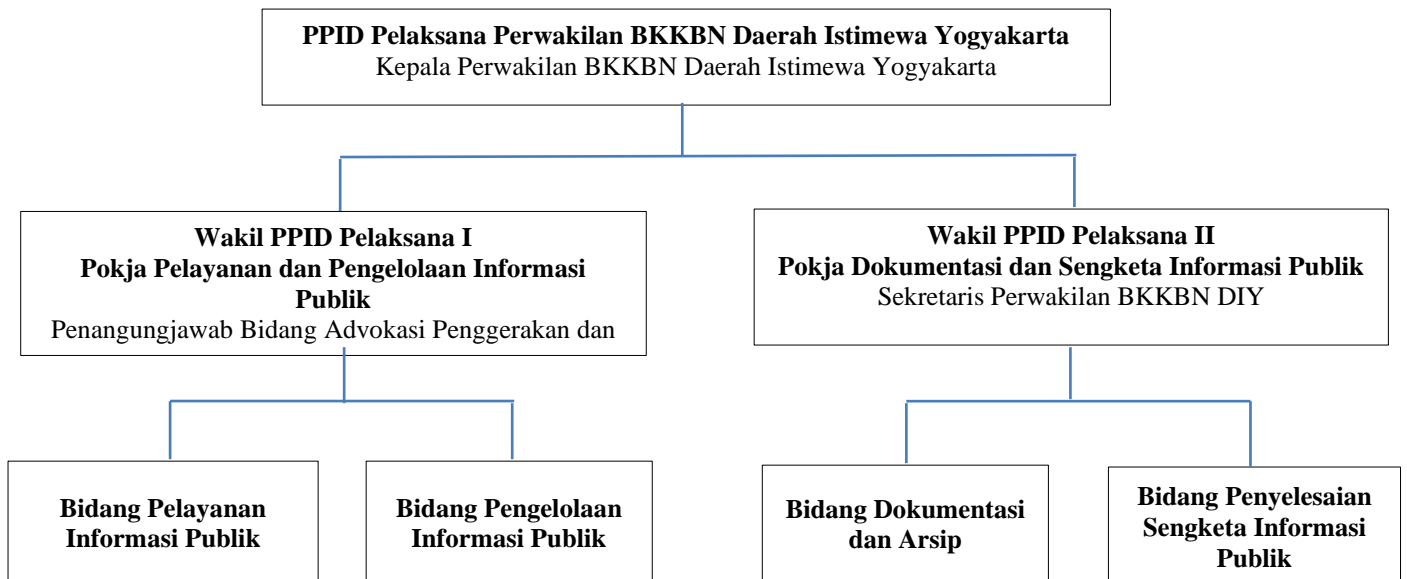 PPID Pelaksana Perwakilan BKKBN Daerah Istimewa Yogyakarta
Kepala Perwakilan BKKBN Daerah Istimewa Yogyakarta
Wakil PPID Pelaksana I
Pokja Pelayanan dan Pengelolaan Informasi
Publik
Penangungjawab Bidang Advokasi Penggerakan dan
Wakil PPID Pelaksana II
Pokja Dokumentasi dan Sengketa Informasi Publik
Sekretaris Perwakilan BKKBN DIY
Bidang Pelayanan
Informasi Publik
Bidang Pengelolaan
Informasi Publik
Bidang Dokumentasi
dan Arsip
Bidang Penyelesaian
Sengketa Informasi
Publik